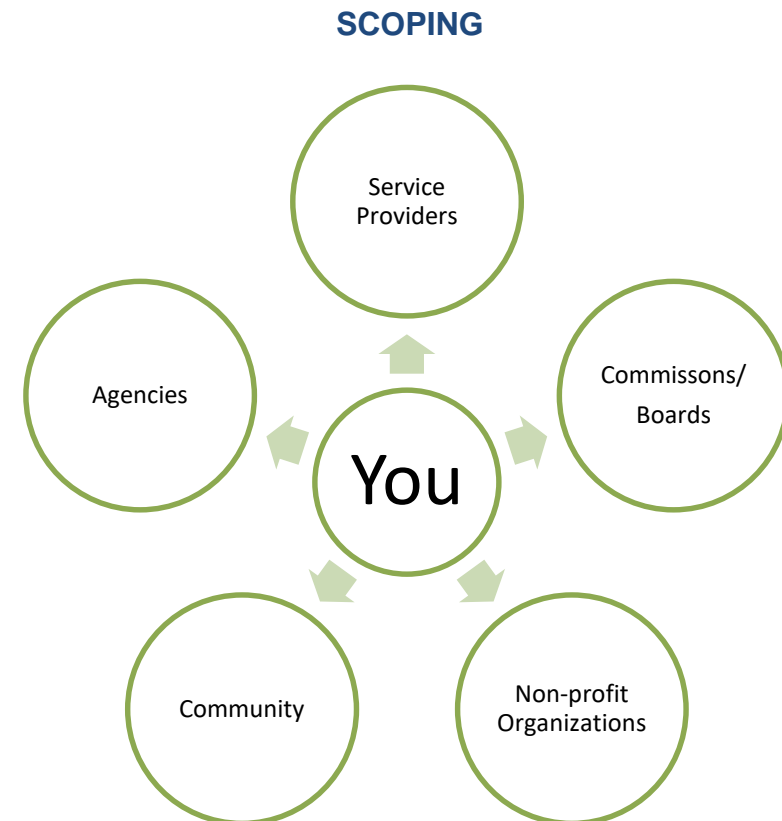 SCOPING
Service
Providers
Agencies
Commissons/
Boards
You
Community
Non-profit
Organizations